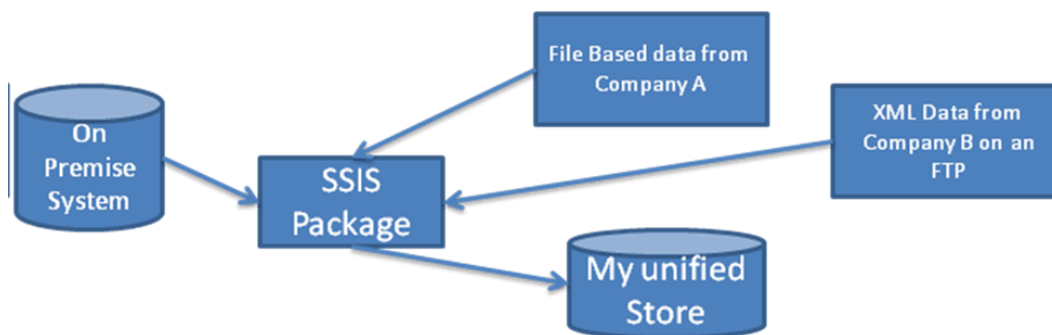 File Based data from
Company A
On
Premise
System
XML Data from
Company B on an
FTP
SSIS
Package
My unified
Store